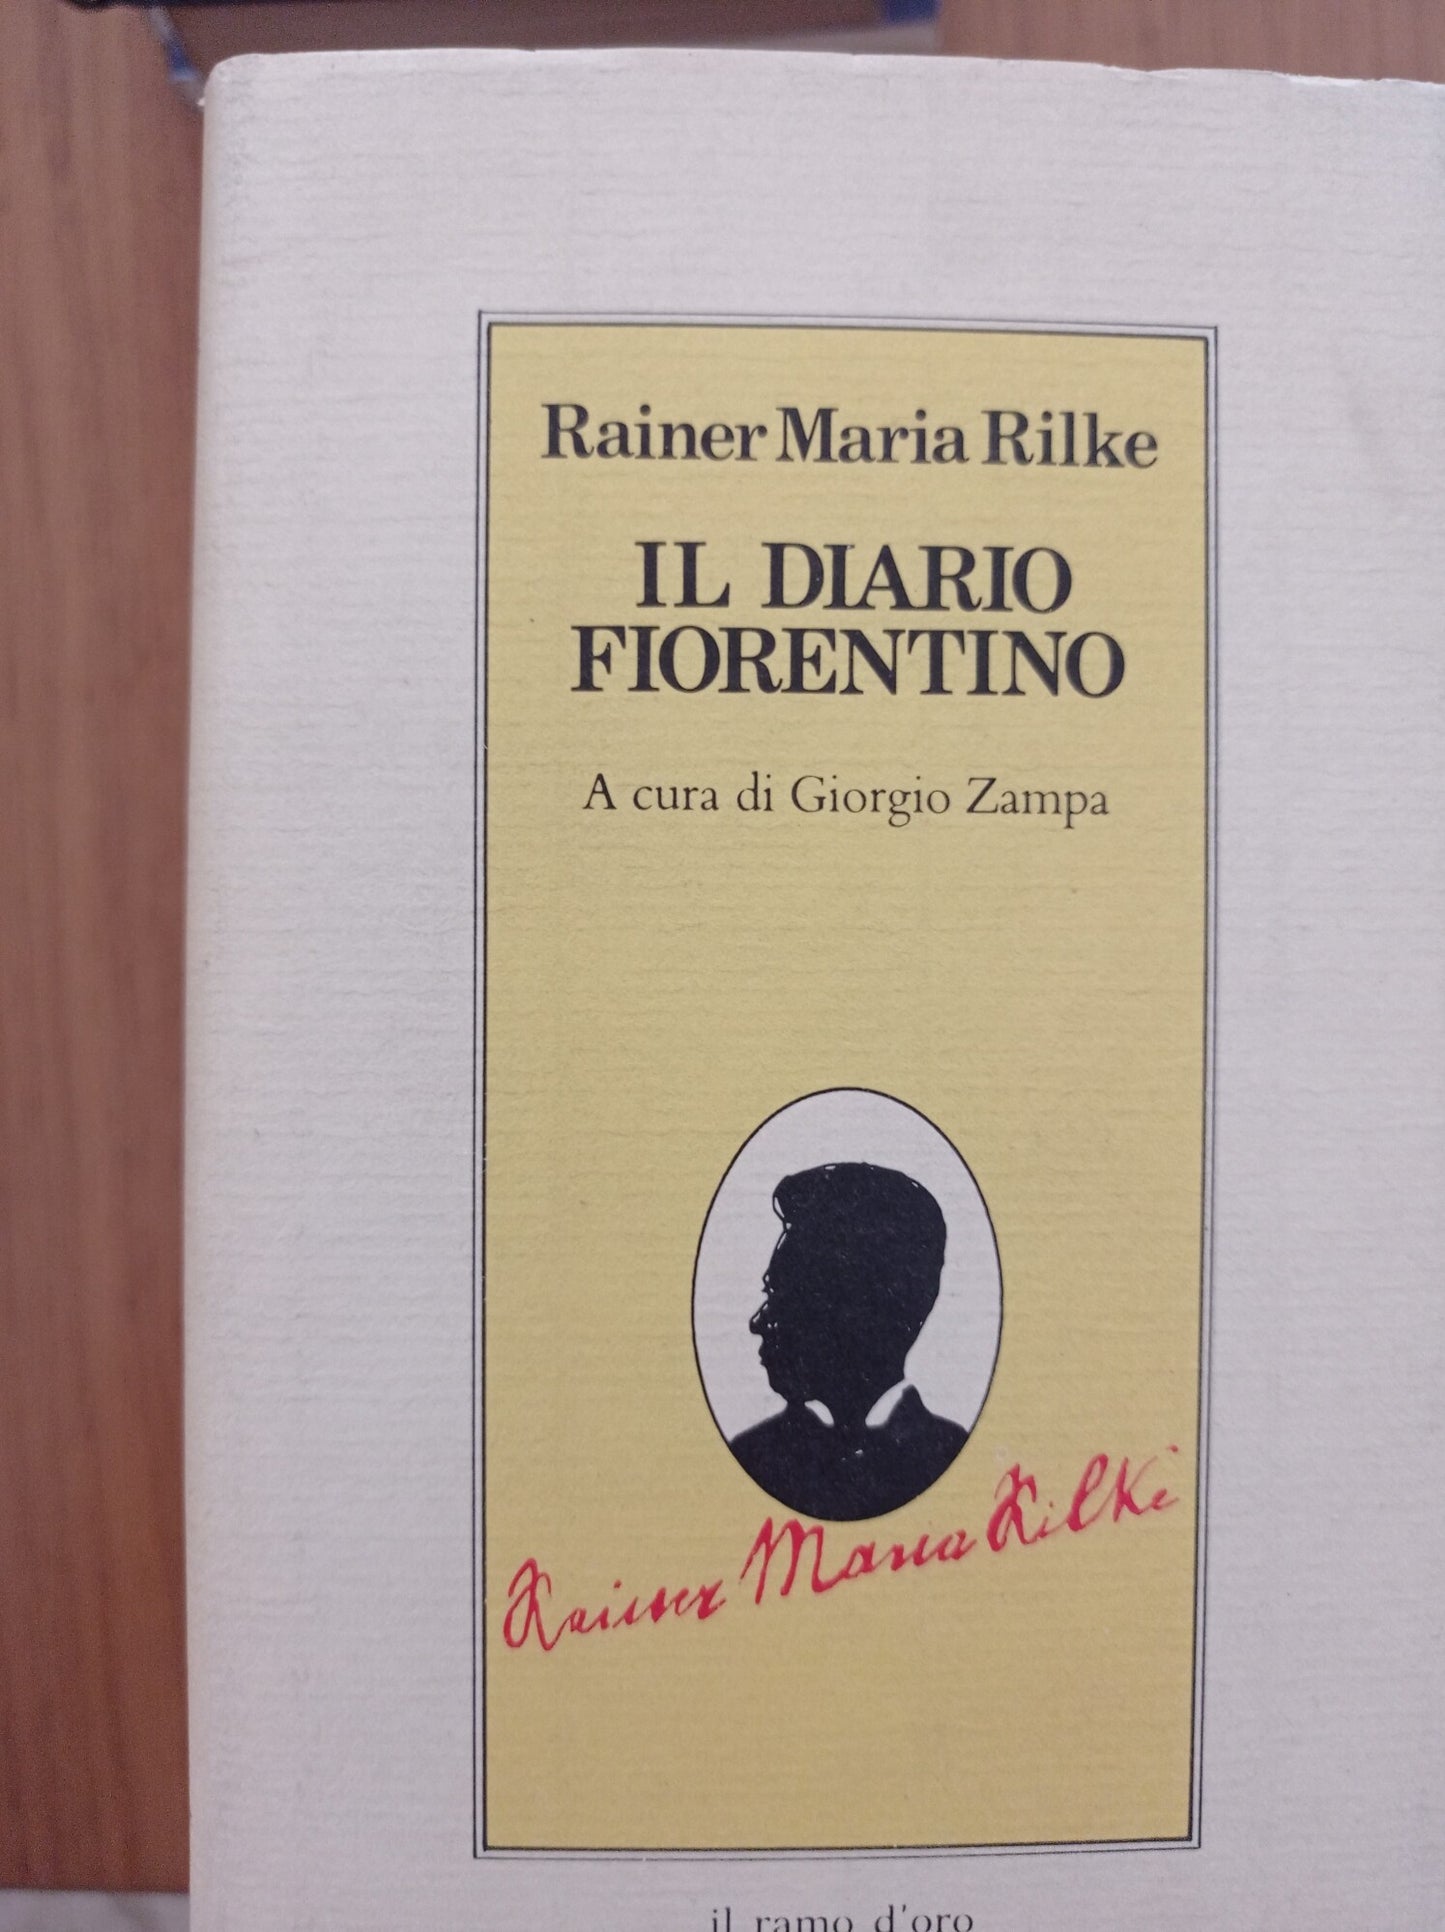 Rainer Maria Rilke
IL DIARIO
FIORENTINO
A cura di Giorgio Zampa
Rainer Maria Rilke
il ramo d'oro